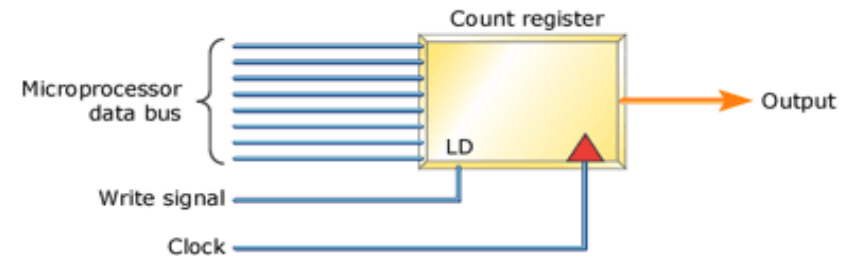 Count register
Microprocessor
data bus
Output
LD
Write signal
Clock